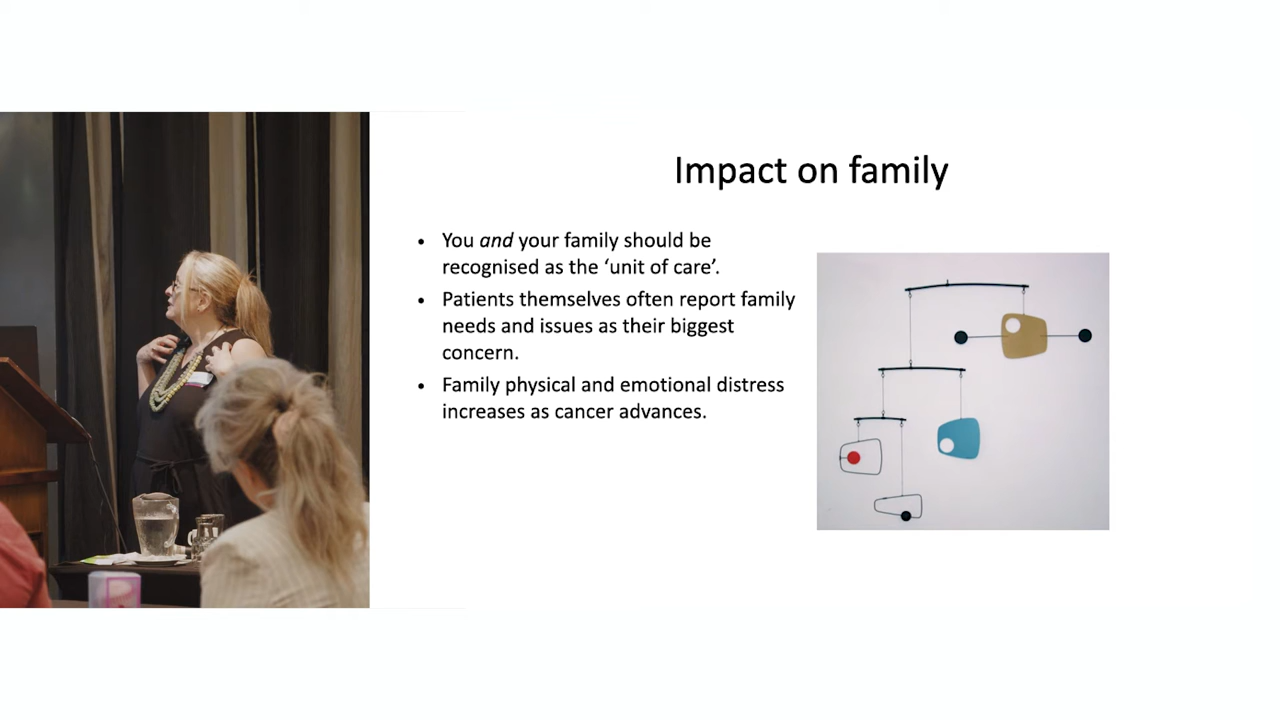 Impact on family
• You and your family should be
recognised as the ‘unit of care’.
• Patients themselves often report family
needs and issues as their biggest
concern.
• Family physical and emotional distress
increases as cancer advances.